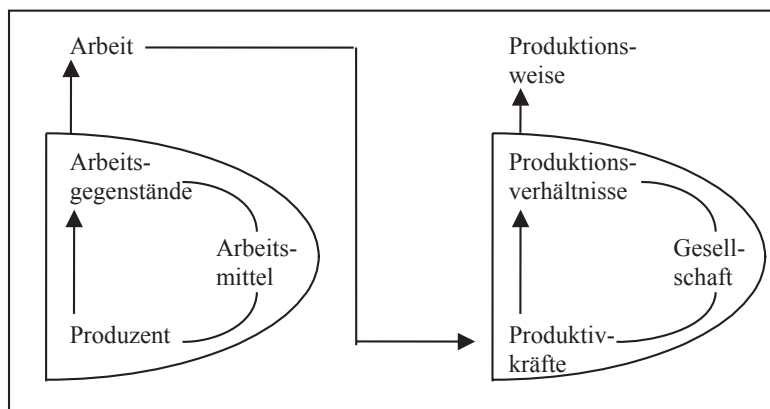 Arbeit
Arbeits-
gegenstände
Arbeits-
mittel
Produzent
Produktions-
weise
Produktions-
verhältnisse
Gesell-
schaft
Produktiv-
kräfte